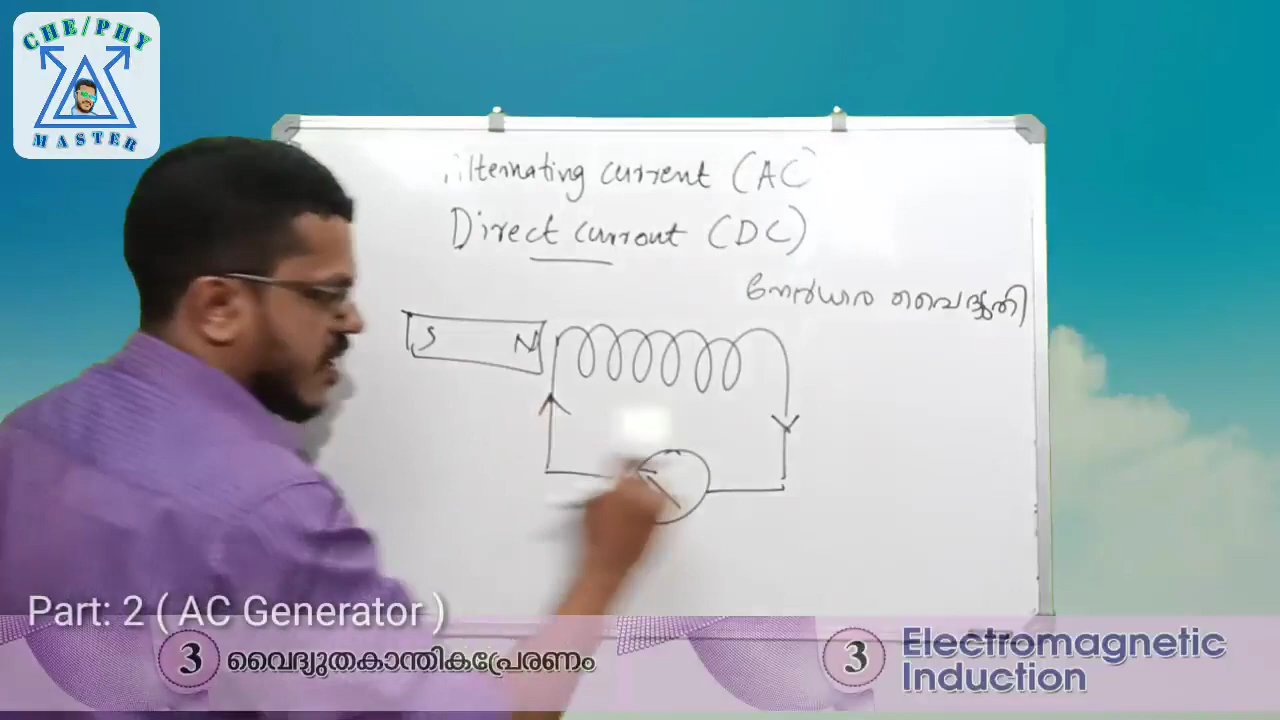 CHE/PHY
MASTER
Alternating current (AC)
Direct current (DC)
നേർധാര വൈദ്യുതി
S N
Part: 2 ( AC Generator )
3 വൈദ്യുതകാന്തികപ്രേരണം
3 Electromagnetic
Induction